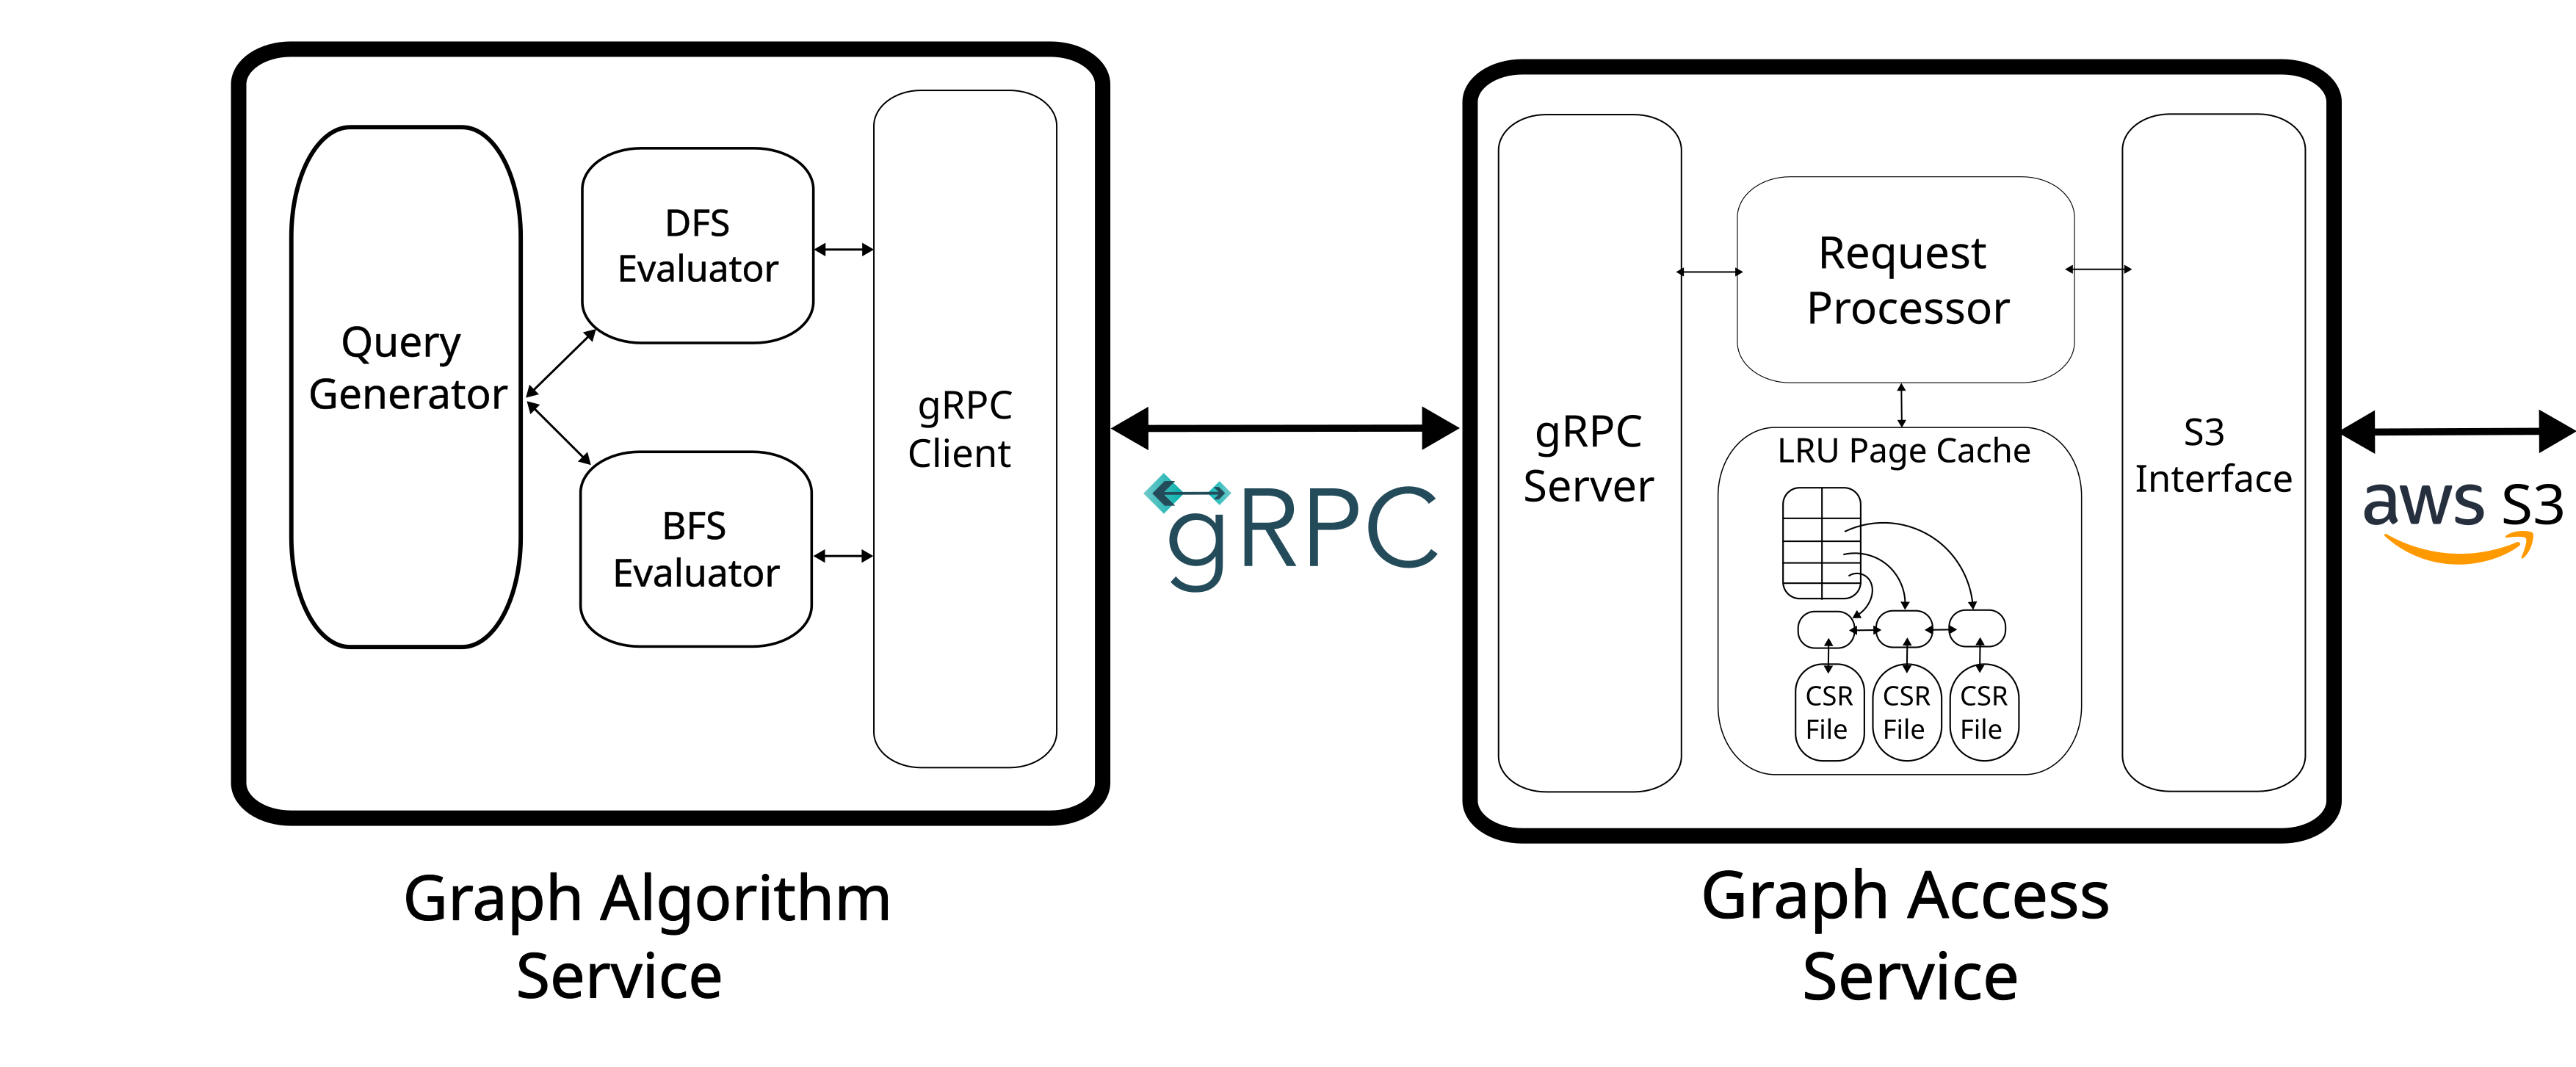 Query
Generator
DFS
Evaluator
BFS
Evaluator
gRPC
Client
Graph Algorithm
Service
gRPC
gRPC
Server
Request
Processor
LRU Page Cache
CSR
File
CSR
File
CSR
File
S3
Interface
Graph Access
Service
aws S3